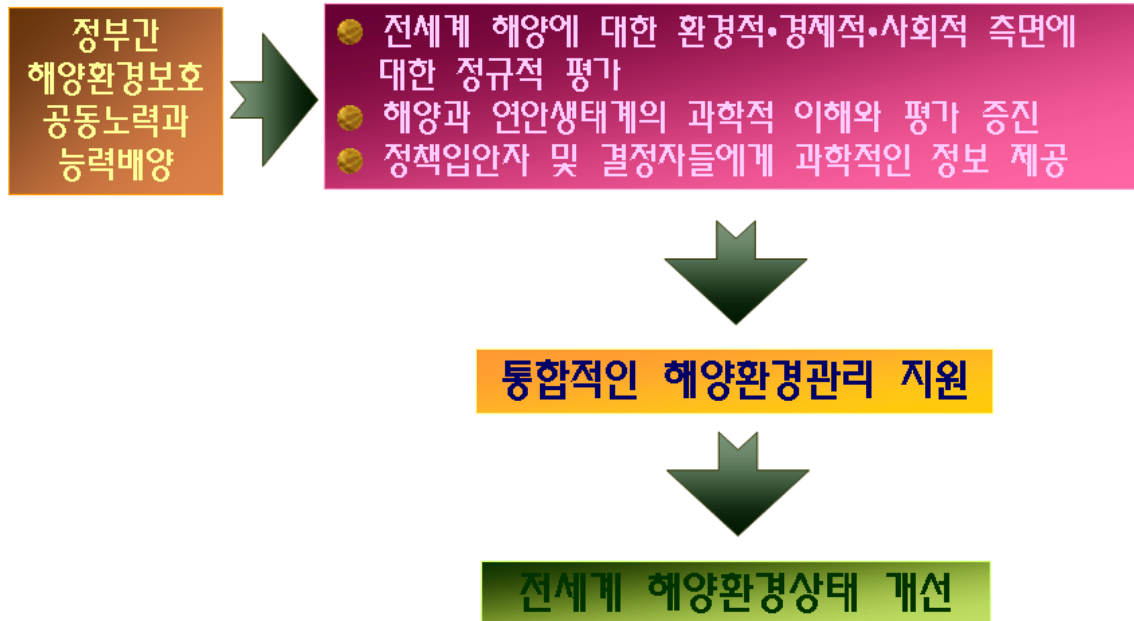 정부간
해양환경보호
공동노력과
능력배양
전세계 해양에 대한 환경적·경제적·사회적 측면에
대한 정규적 평가
해양과 연안생태계의 과학적 이해와 평가 증진
정책입안자 및 결정자들에게 과학적인 정보 제공
통합적인 해양환경관리 지원
전세계 해양환경상태 개선